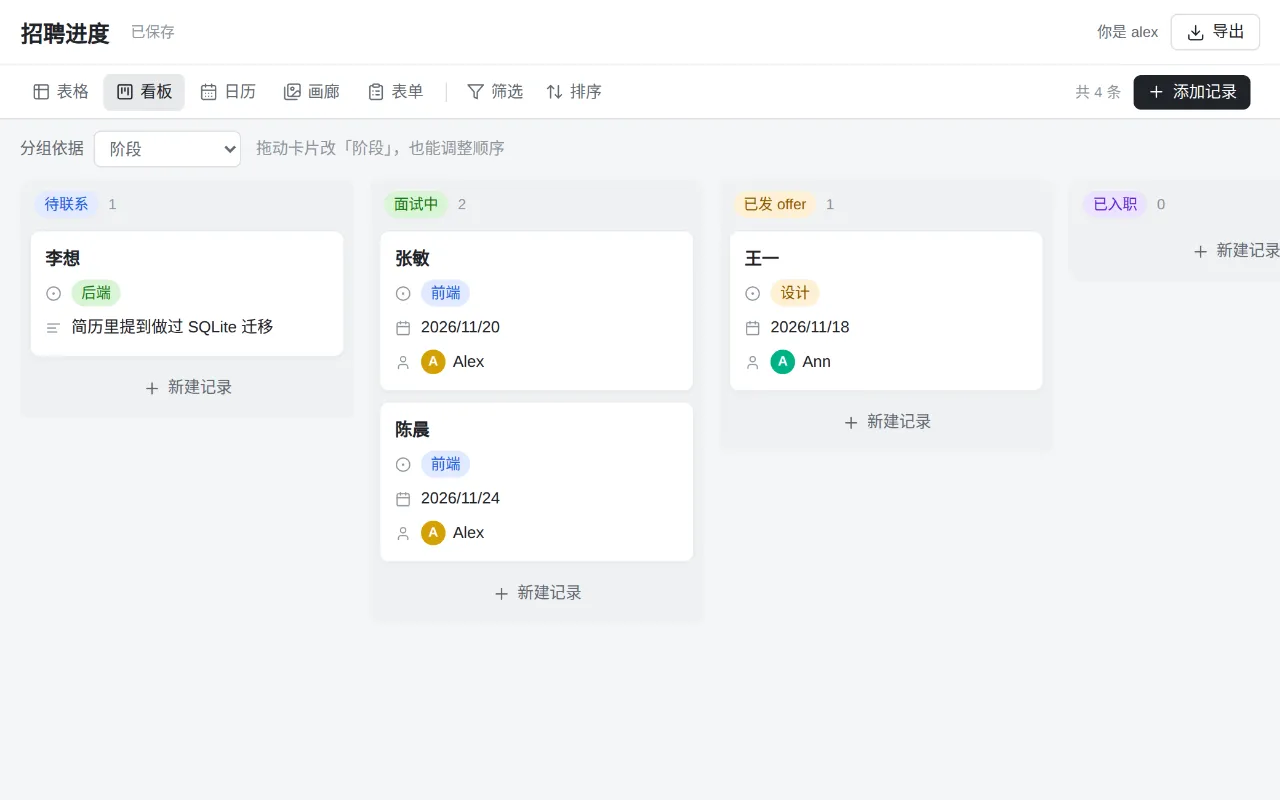 招聘进度 已保存 你是 alex 导出
表格 看板 日历 画廊 表单 筛选 排序 共 4 条 添加记录
分组依据 阶段 拖动卡片改「阶段」，也能调整顺序
待联系 1
李想
后端
简历里提到做过 SQLite 迁移
新建记录
面试中 2
张敏
前端
2026/11/20
A Alex
陈晨
前端
2026/11/24
A Alex
新建记录
已发 offer 1
王一
设计
2026/11/18
A Ann
新建记录
已入职 0
新建记录